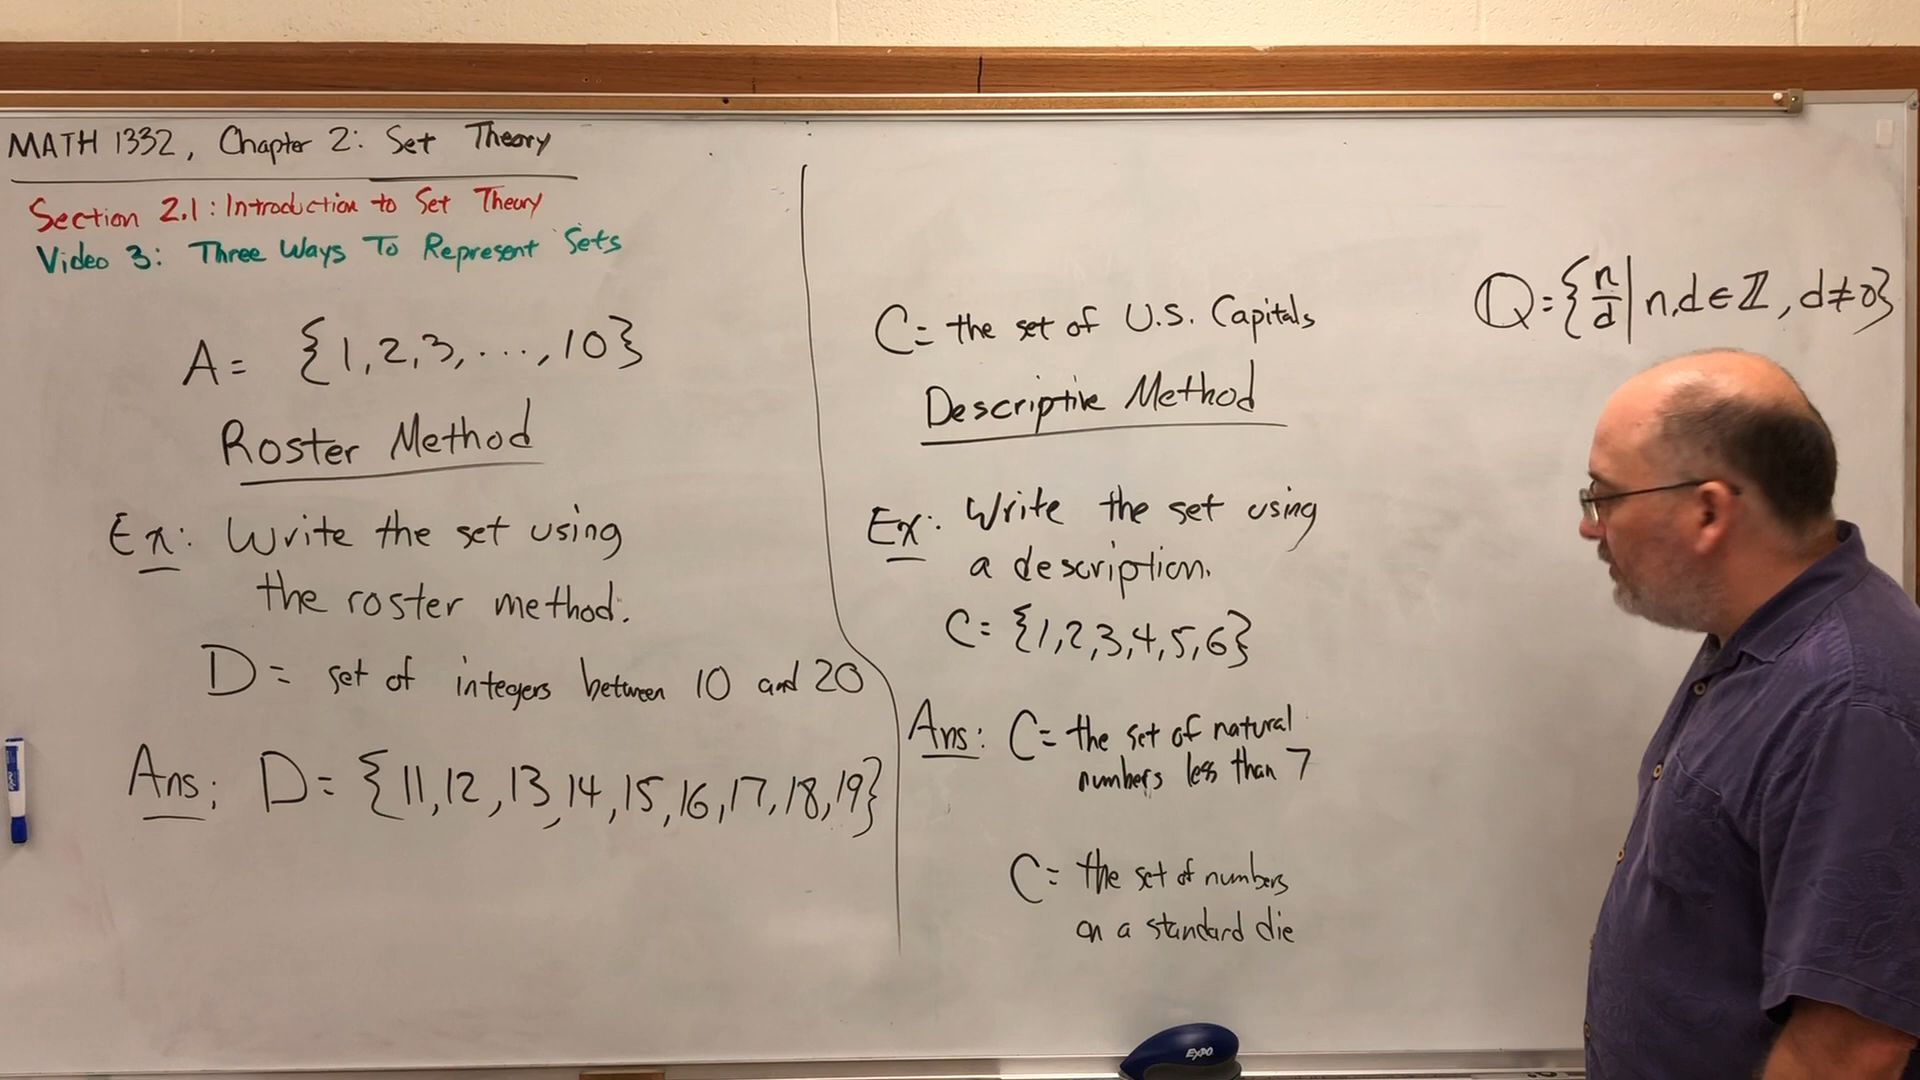 MATH 1332, Chapter 2: Set Theory
Section 2.1: Introduction to Set Theory
Video 3: Three Ways To Represent Sets
A = {1,2,3,...,10}
Roster Method
Ex: Write the set using
the roster method.
D = set of integers between 10 and 20
Ans: D = {11,12,13,14,15,16,17,18,19}
C = the set of U.S. Capitals
Descriptive Method
Ex: Write the set using
a description.
C = {1,2,3,4,5,6}
Ans: C = the set of natural
numbers less than 7
C = the set of numbers
on a standard die
ℚ = {n/d | n,d ∈ ℤ, d ≠ 0}
EXPO